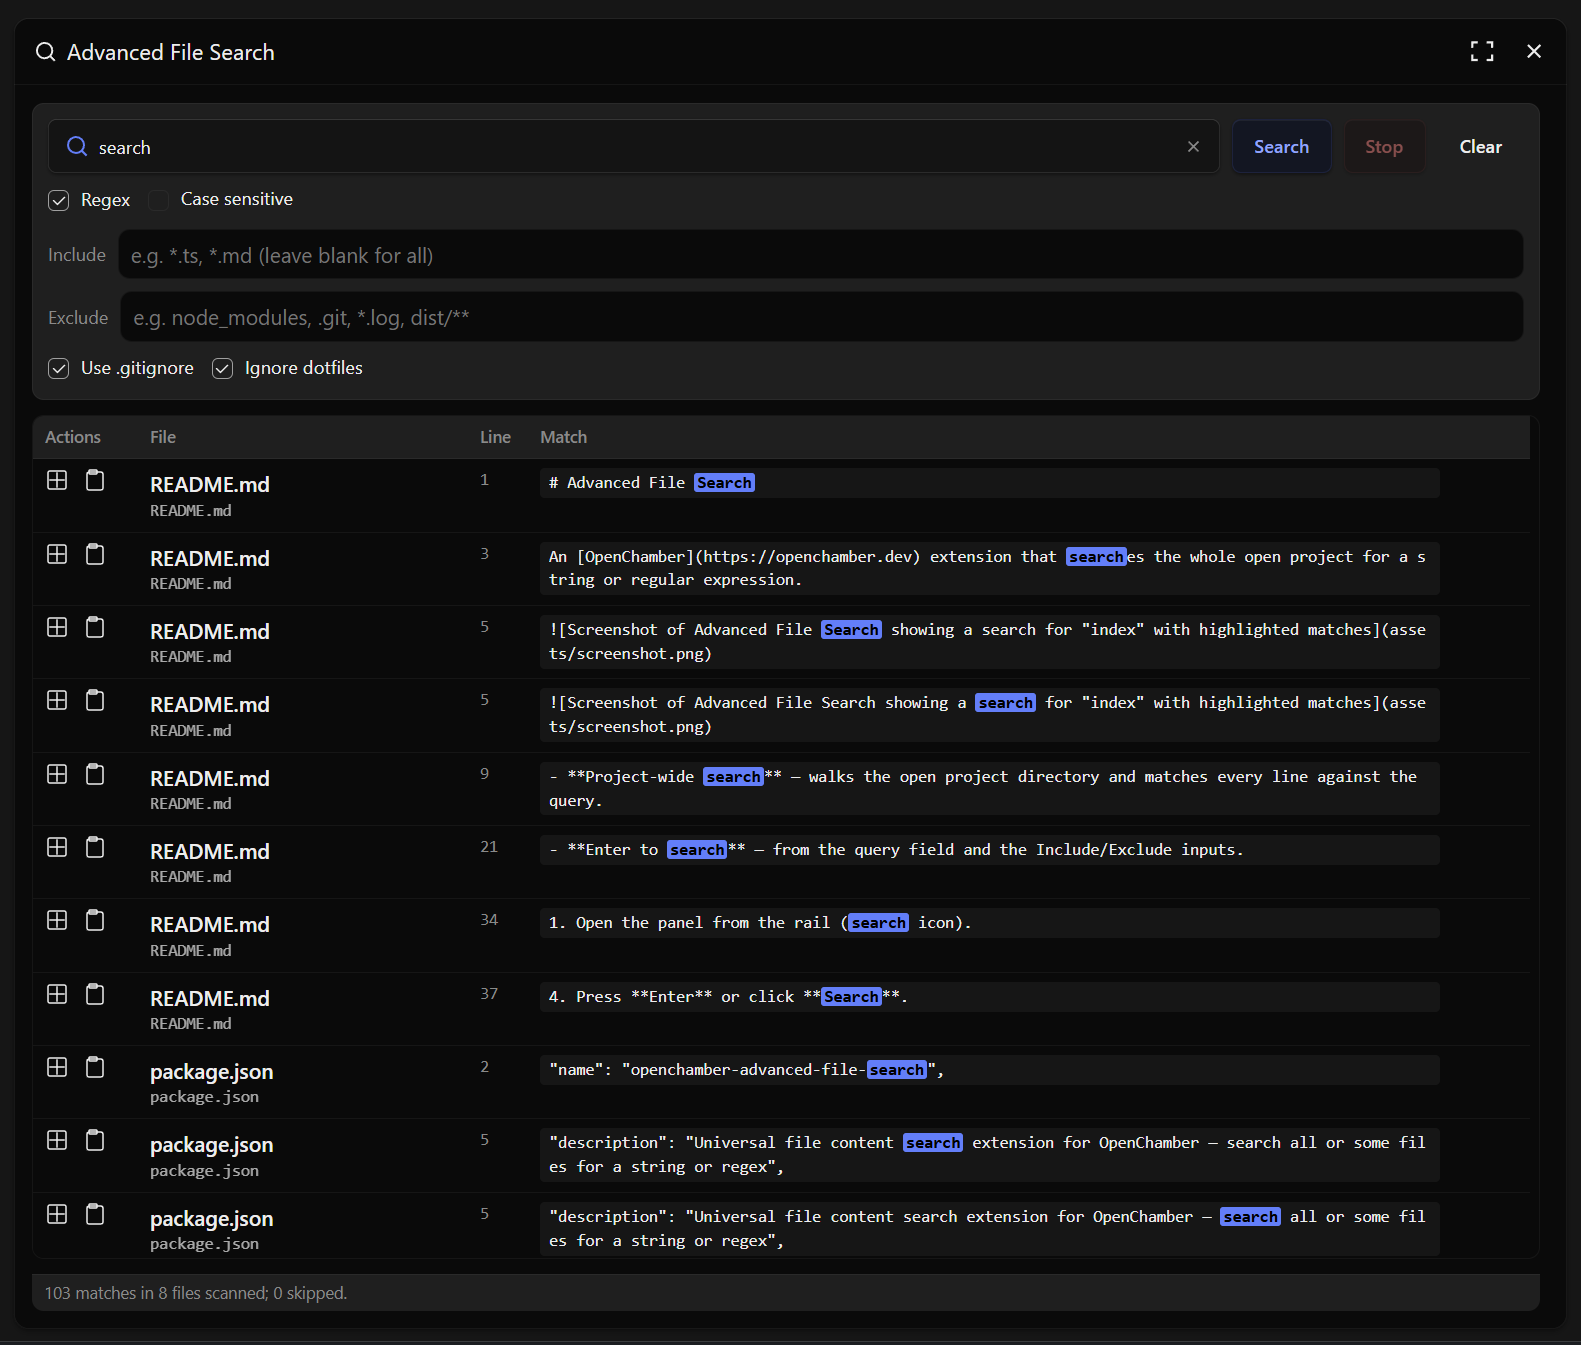 Advanced File Search
search
Search
Stop
Clear
Regex
Case sensitive
Include
e.g. *.ts, *.md (leave blank for all)
Exclude
e.g. node_modules, .git, *.log, dist/**
Use .gitignore
Ignore dotfiles
Actions File Line Match
README.md 1 # Advanced File Search
README.md
README.md 3 An [OpenChamber](https://openchamber.dev) extension that searches the whole open project for a s
README.md tring or regular expression.
README.md 5 ![Screenshot of Advanced File Search showing a search for "index" with highlighted matches](asse
README.md ts/screenshot.png)
README.md 5 ![Screenshot of Advanced File Search showing a search for "index" with highlighted matches](asse
README.md ts/screenshot.png)
README.md 9 - **Project-wide search** — walks the open project directory and matches every line against the
README.md query.
README.md 21 - **Enter to search** — from the query field and the Include/Exclude inputs.
README.md
README.md 34 1. Open the panel from the rail (search icon).
README.md
README.md 37 4. Press **Enter** or click **Search**.
README.md
package.json 2 "name": "openchamber-advanced-file-search",
package.json
package.json 5 "description": "Universal file content search extension for OpenChamber — search all or some fil
package.json es for a string or regex",
package.json 5 "description": "Universal file content search extension for OpenChamber — search all or some fil
package.json es for a string or regex",
103 matches in 8 files scanned; 0 skipped.